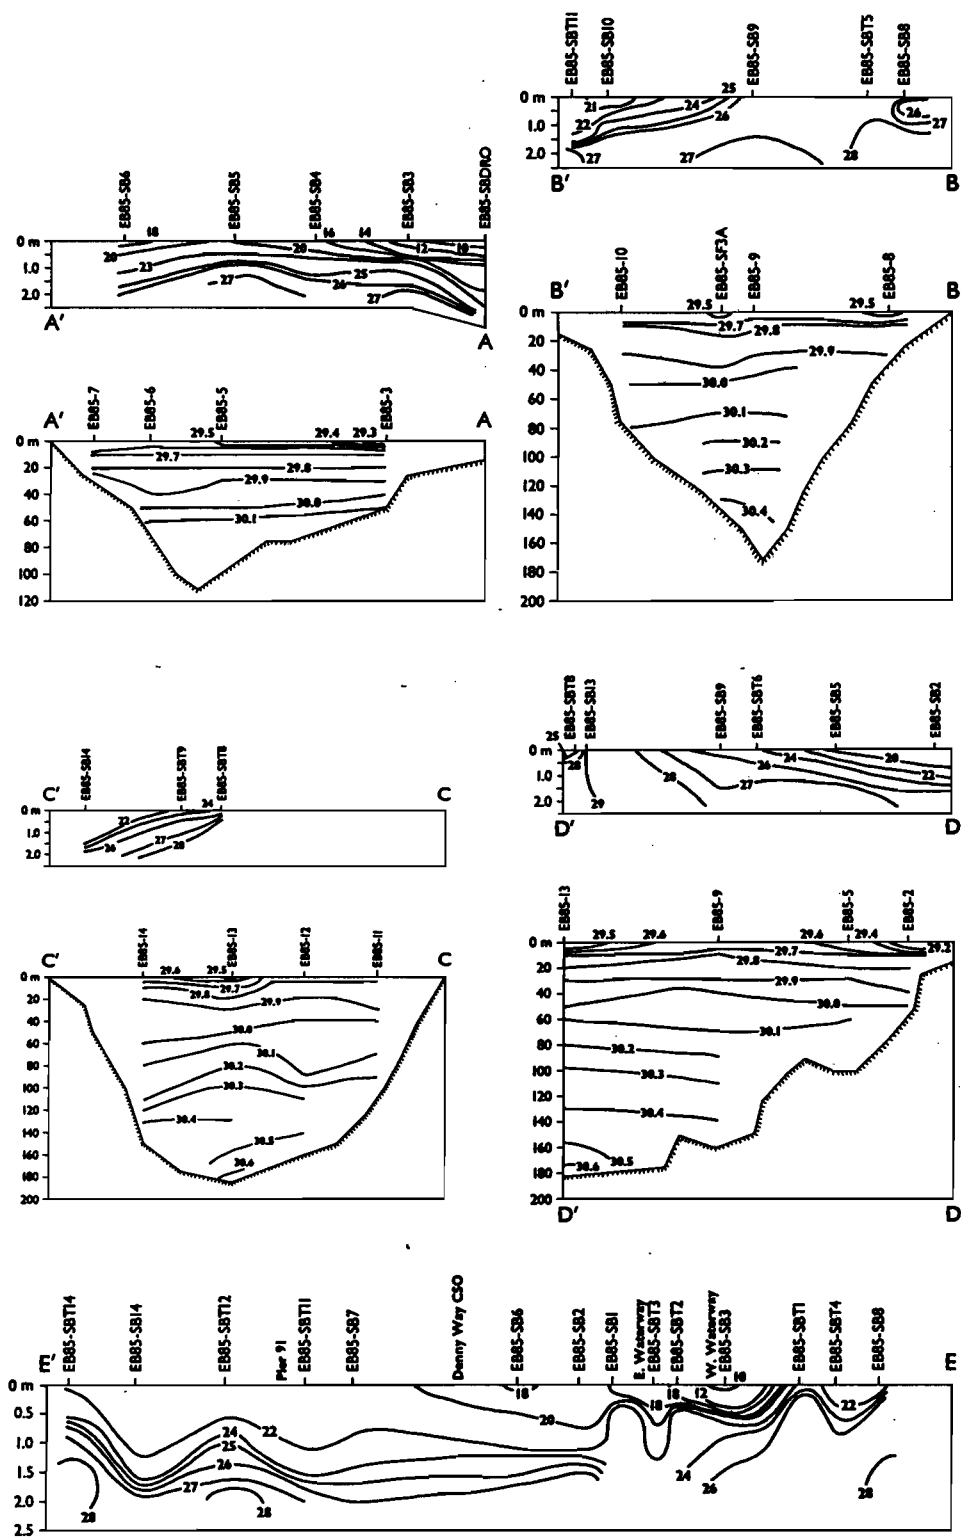 EB85-SBT11
EB85-SB10
EB85-SB9
EB85-SBT5
EB85-SB8
0 m
1.0
2.0
21
22
24
25
26
27
27
28
26
27
B'
B
EB85-SB6
EB85-SB5
EB85-SB4
EB85-SB3
EB85-SBDRO
0 m
1.0
2.0
18
16
14
12
10
20
20
23
25
26
27
27
A'
A
B'
B
EB85-10
EB85-SF3A
EB85-9
EB85-8
0 m
20
40
60
80
100
120
140
160
200
29.5
29.5
29.7
29.8
29.9
30.0
30.1
30.2
30.3
30.4
A'
A
EB85-7
EB85-6
EB85-5
EB85-3
0 m
20
40
60
80
100
120
29.5
29.4
29.3
29.7
29.8
29.9
30.0
30.1
EB85-SB14
EB85-SBT9
EB85-SBT8
C'
C
0 m
1.0
2.0
24
22
26
27
28
EB85-SBT8
EB85-SB13
EB85-SB9
EB85-SBT6
EB85-SB5
EB85-SB2
0 m
1.0
2.0
25
28
29
28
27
26
24
20
22
D'
D
C'
C
EB85-14
EB85-13
EB85-12
EB85-11
0 m
20
40
60
80
100
120
140
160
180
200
29.6
29.5
29.7
29.8
29.9
30.0
30.1
30.2
30.3
30.4
30.5
30.6
EB85-13
EB85-9
EB85-5
EB85-2
0 m
20
40
60
80
100
120
140
160
180
200
29.5
29.6
29.6
29.4
29.2
29.7
29.8
29.9
30.0
30.1
30.2
30.3
30.4
30.5
30.6
D'
D
E'
E
EB85-SBT14
EB85-SB14
EB85-SBT12
Pier 91
EB85-SBT11
EB85-SB7
Denny Way CSO
EB85-SB6
EB85-SB2
EB85-SB1
E. Waterway
EB85-SBT3
EB85-SBT2
W. Waterway
EB85-SB3
EB85-SBT1
EB85-SBT4
EB85-SB8
0 m
0.5
1.0
1.5
2.0
2.5
18
20
22
24
25
26
27
28
28
18
18
12
10
24
26
22
28